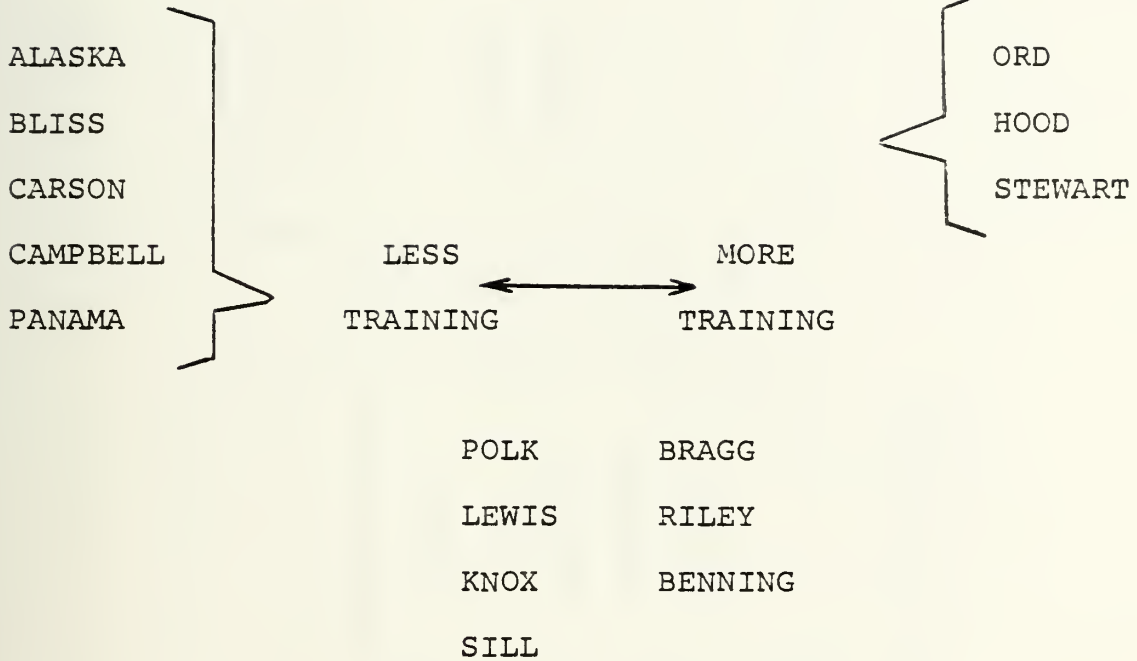 ALASKA
BLISS
CARSON
CAMPBELL
PANAMA
LESS
TRAINING
MORE
TRAINING
ORD
HOOD
STEWART
POLK BRAGG
LEWIS RILEY
KNOX BENNING
SILL